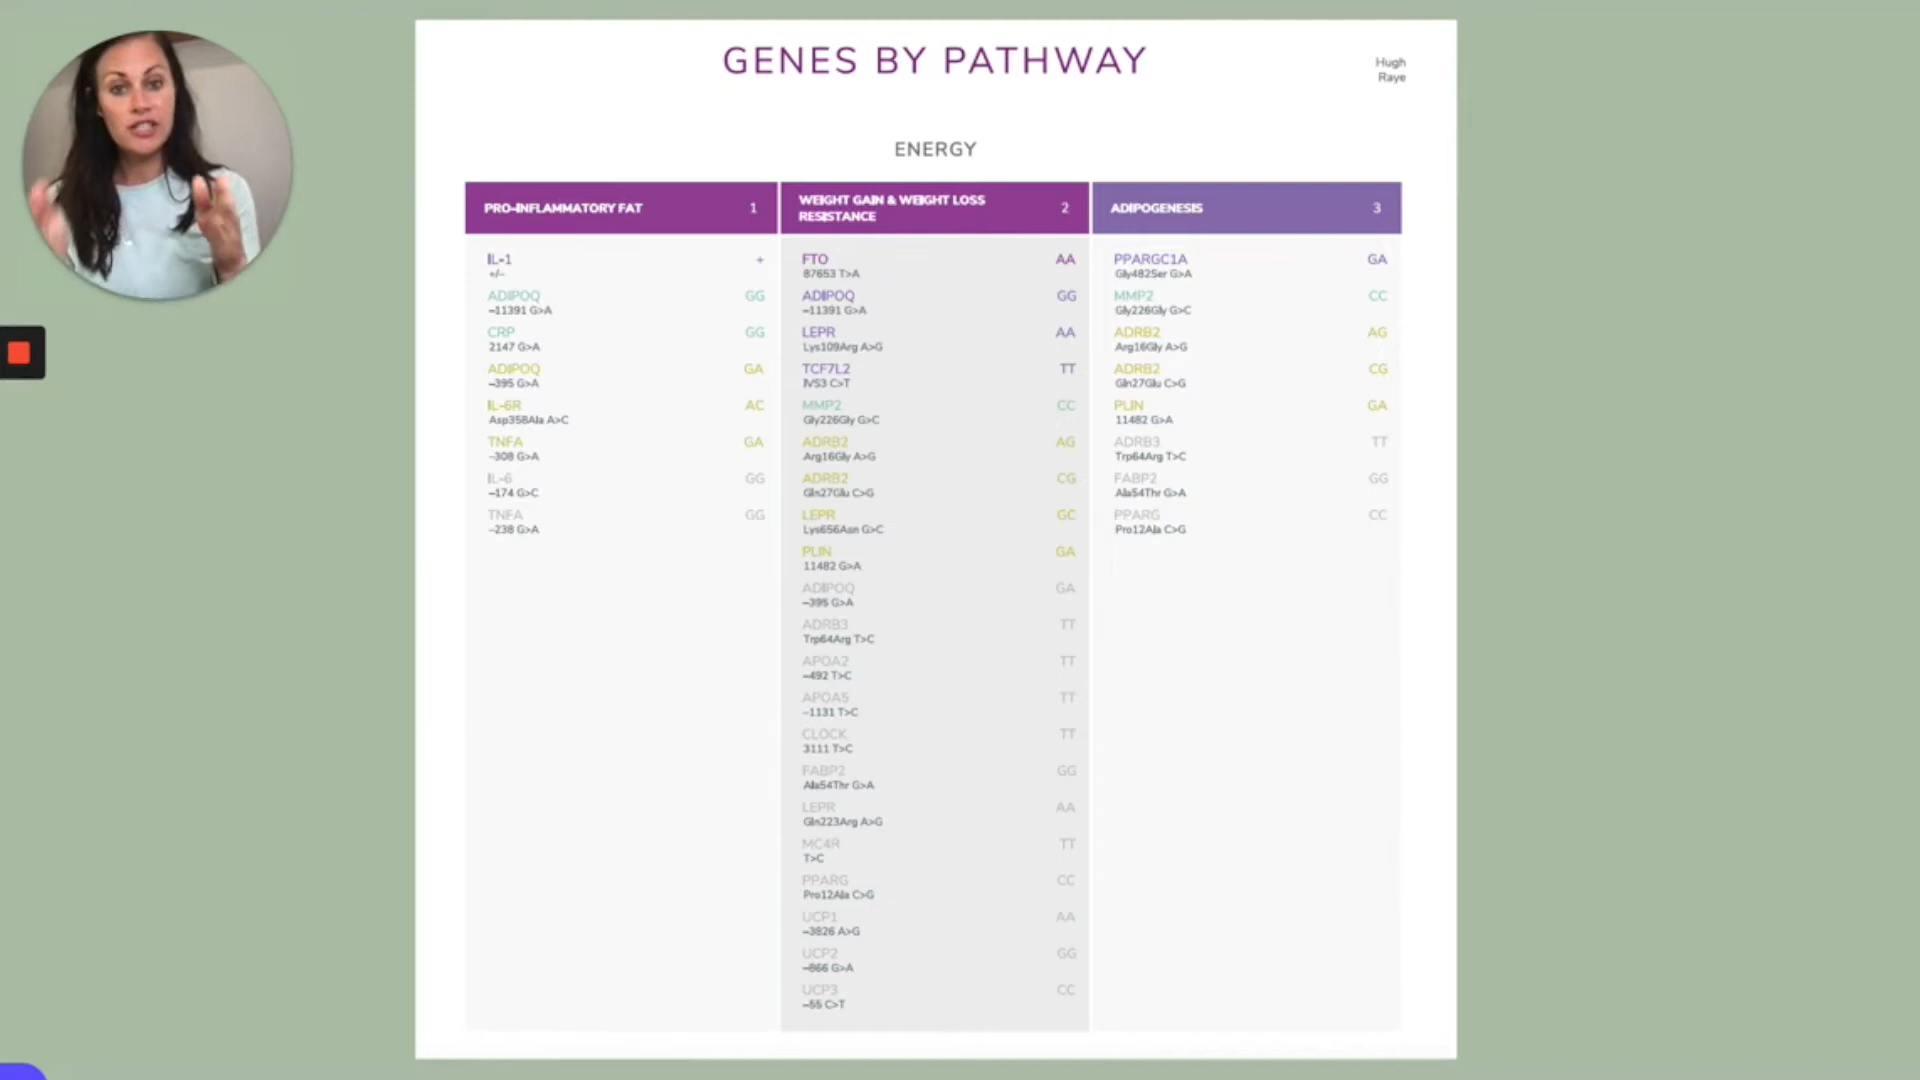 GENES BY PATHWAY
Hugh
Raye
ENERGY
PRO-INFLAMMATORY FAT 1
IL-1 +
+/–
ADIPOQ GG
–11391 G>A
CRP GG
2147 G>A
ADIPOQ GA
–395 G>A
IL-6R AC
Asp358Ala A>C
TNFA GA
–308 G>A
IL-6 GG
–174 G>C
TNFA GG
–238 G>A
WEIGHT GAIN & WEIGHT LOSS
RESISTANCE 2
FTO AA
87653 T>A
ADIPOQ GG
–11391 G>A
LEPR AA
Lys109Arg A>G
TCF7L2 TT
IVS3 C>T
MMP2 CC
Gly226Gly G>C
ADRB2 AG
Arg16Gly A>G
ADRB2 CG
Gln27Glu C>G
LEPR GC
Lys656Asn G>C
PLIN GA
11482 G>A
ADIPOQ GA
–395 G>A
ADRB3 TT
Trp64Arg T>C
APOA2 TT
–492 T>C
APOA5 TT
–1131 T>C
CLOCK TT
3111 T>C
FABP2 GG
Ala54Thr G>A
LEPR AA
Gln223Arg A>G
MC4R TT
T>C
PPARG CC
Pro12Ala C>G
UCP1 AA
–3826 A>G
UCP2 GG
–866 G>A
UCP3 CC
–55 C>T
ADIPOGENESIS 3
PPARGC1A GA
Gly482Ser G>A
MMP2 CC
Gly226Gly G>C
ADRB2 AG
Arg16Gly A>G
ADRB2 CG
Gln27Glu C>G
PLIN GA
11482 G>A
ADRB3 TT
Trp64Arg T>C
FABP2 GG
Ala54Thr G>A
PPARG CC
Pro12Ala C>G